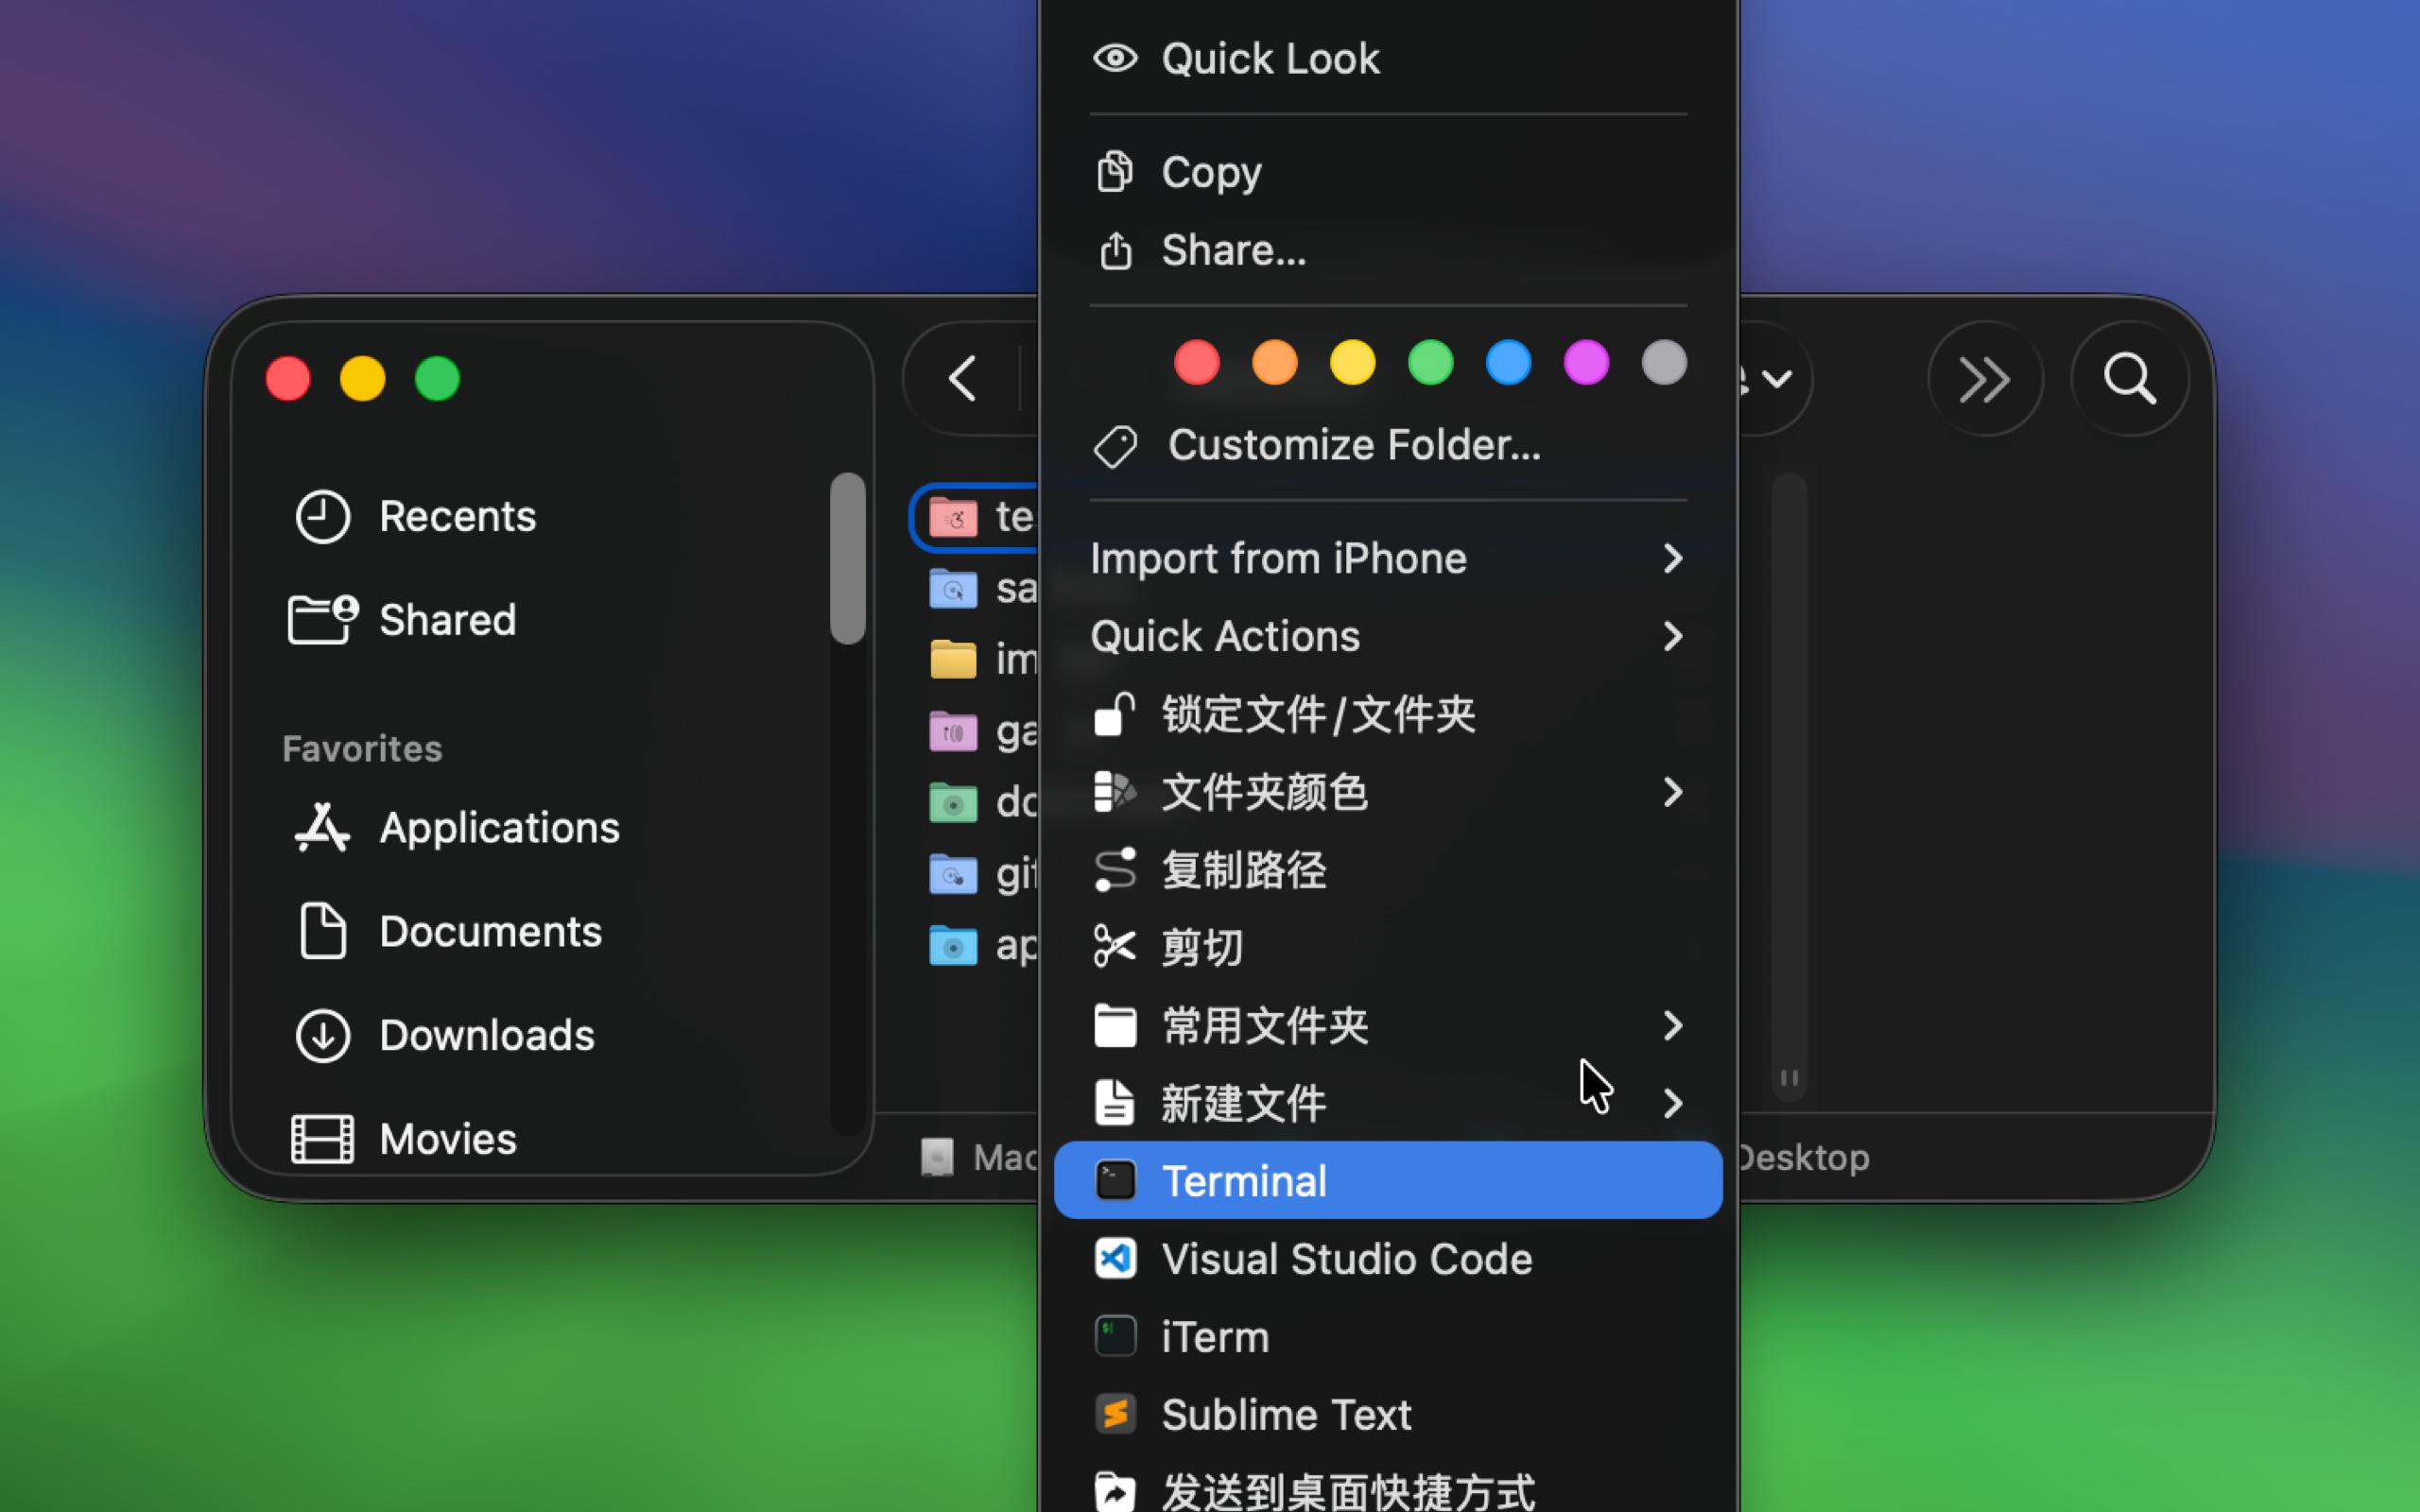 Quick Look
Copy
Share...
Customize Folder...
Import from iPhone
Quick Actions
锁定文件/文件夹
文件夹颜色
复制路径
剪切
常用文件夹
新建文件
Terminal
Visual Studio Code
iTerm
Sublime Text
发送到桌面快捷方式
Recents
Shared
Favorites
Applications
Documents
Downloads
Movies
te
sa
im
ga
do
gif
ap
Mac
Desktop